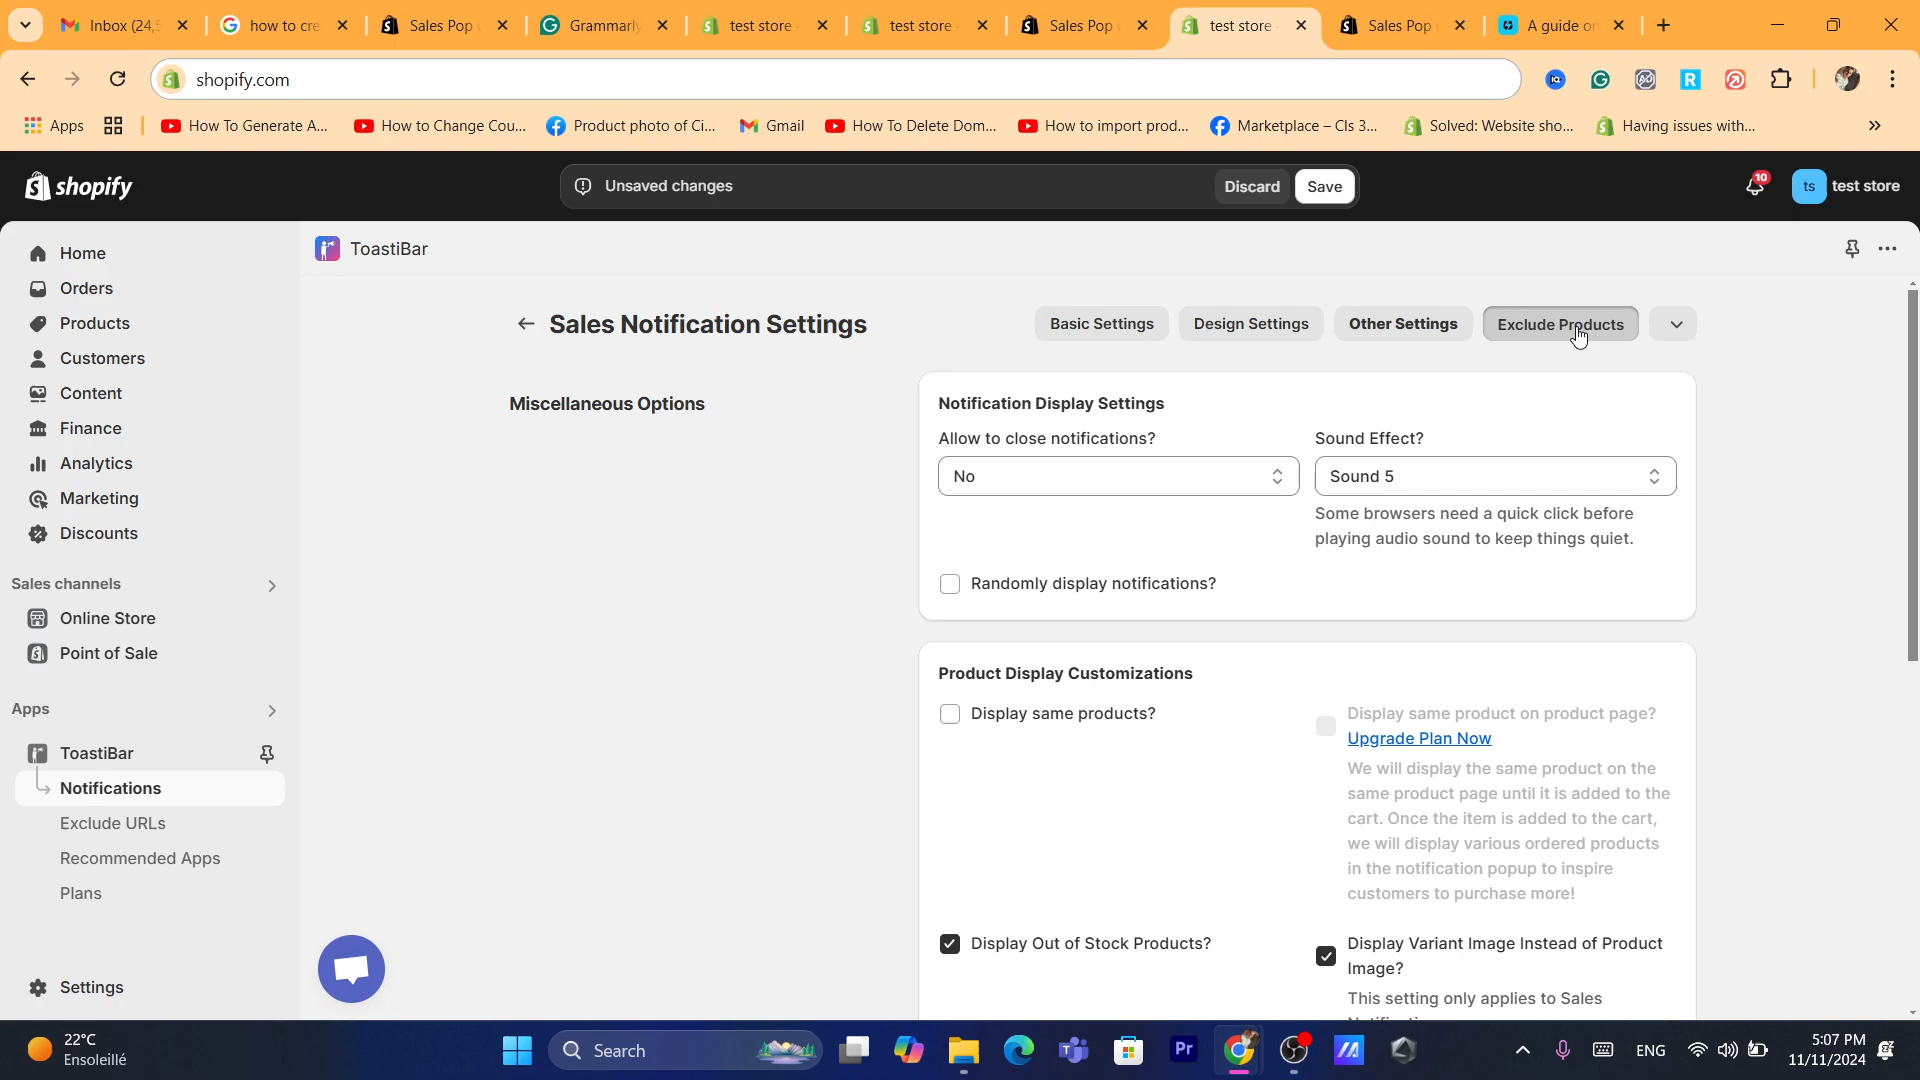 Inbox (24,5
how to cre
Sales Pop
Grammarly
test store
test store
Sales Pop
test store
Sales Pop
A guide on
shopify.com
Apps
How To Generate A...
How to Change Cou...
Product photo of Ci...
Gmail
How To Delete Dom...
How to import prod...
Marketplace – Cls 3...
Solved: Website sho...
Having issues with...
shopify
Unsaved changes
Discard
Save
10
ts
test store
Home
Orders
Products
Customers
Content
Finance
Analytics
Marketing
Discounts
Sales channels
Online Store
Point of Sale
Apps
ToastiBar
Notifications
Exclude URLs
Recommended Apps
Plans
Settings
ToastiBar
Sales Notification Settings
Basic Settings
Design Settings
Other Settings
Exclude Products
Miscellaneous Options
Notification Display Settings
Allow to close notifications?
No
Sound Effect?
Sound 5
Some browsers need a quick click before
playing audio sound to keep things quiet.
Randomly display notifications?
Product Display Customizations
Display same products?
Display same product on product page?
Upgrade Plan Now
We will display the same product on the
same product page until it is added to the
cart. Once the item is added to the cart,
we will display various ordered products
in the notification popup to inspire
customers to purchase more!
Display Out of Stock Products?
Display Variant Image Instead of Product
Image?
This setting only applies to Sales
22°C
Ensoleillé
Search
ENG
5:07 PM
11/11/2024